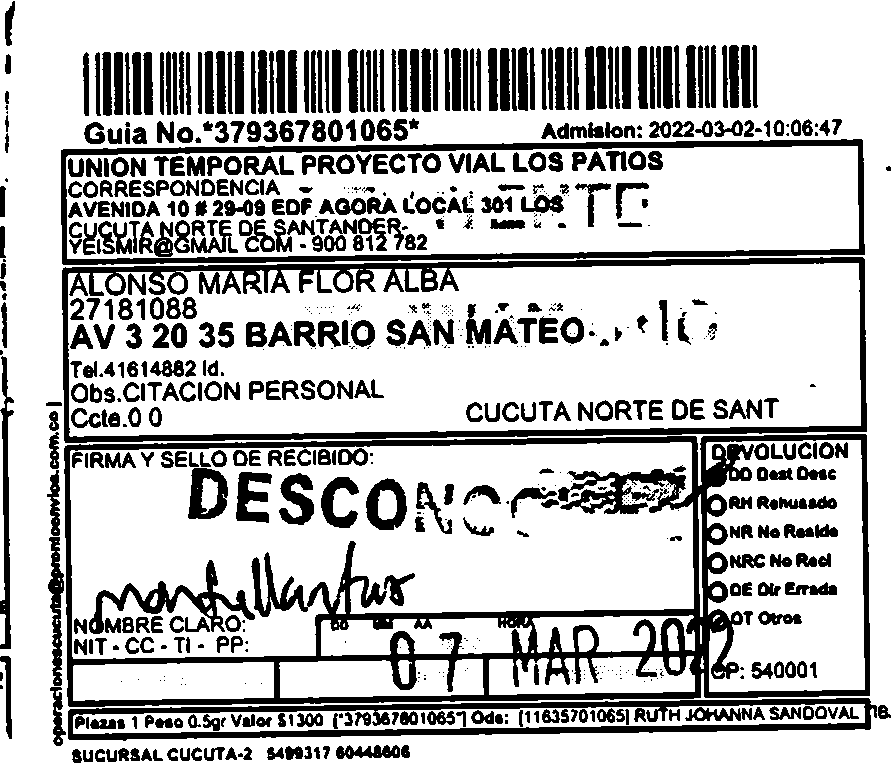 Guia No.*379367801065*
Admision: 2022-03-02-10:06:47
UNION TEMPORAL PROYECTO VIAL LOS PATIOS
CORRESPONDENCIA
AVENIDA 10 # 29-09 EDF AGORA LOCAL 301 LOS
CUCUTA NORTE DE SANTANDER-
YEISMIR@GMAIL COM - 900 812 782
ALONSO MARIA FLOR ALBA
27181088
AV 3 20 35 BARRIO SAN MATEO
Tel.41614882 Id.
Obs.CITACION PERSONAL
Ccte.0 0
CUCUTA NORTE DE SANT
operacionescucuta@prontoenvios.com.co |
FIRMA Y SELLO DE RECIBIDO:
NOMBRE CLARO:
NIT - CC - TI - PP:
DD MM AA HORA
07 MAR 2022
DEVOLUCION
DD Dest Desc
RH Rehusado
NR No Reside
NRC No Recl
DE Dir Errada
OT Otros
CP: 540001
Piezas 1 Peso 0.5gr Valor $1300 [*379367801065*] Ods: [11635701065] RUTH JOHANNA SANDOVAL
SUCURSAL CUCUTA-2 5499317 60448606